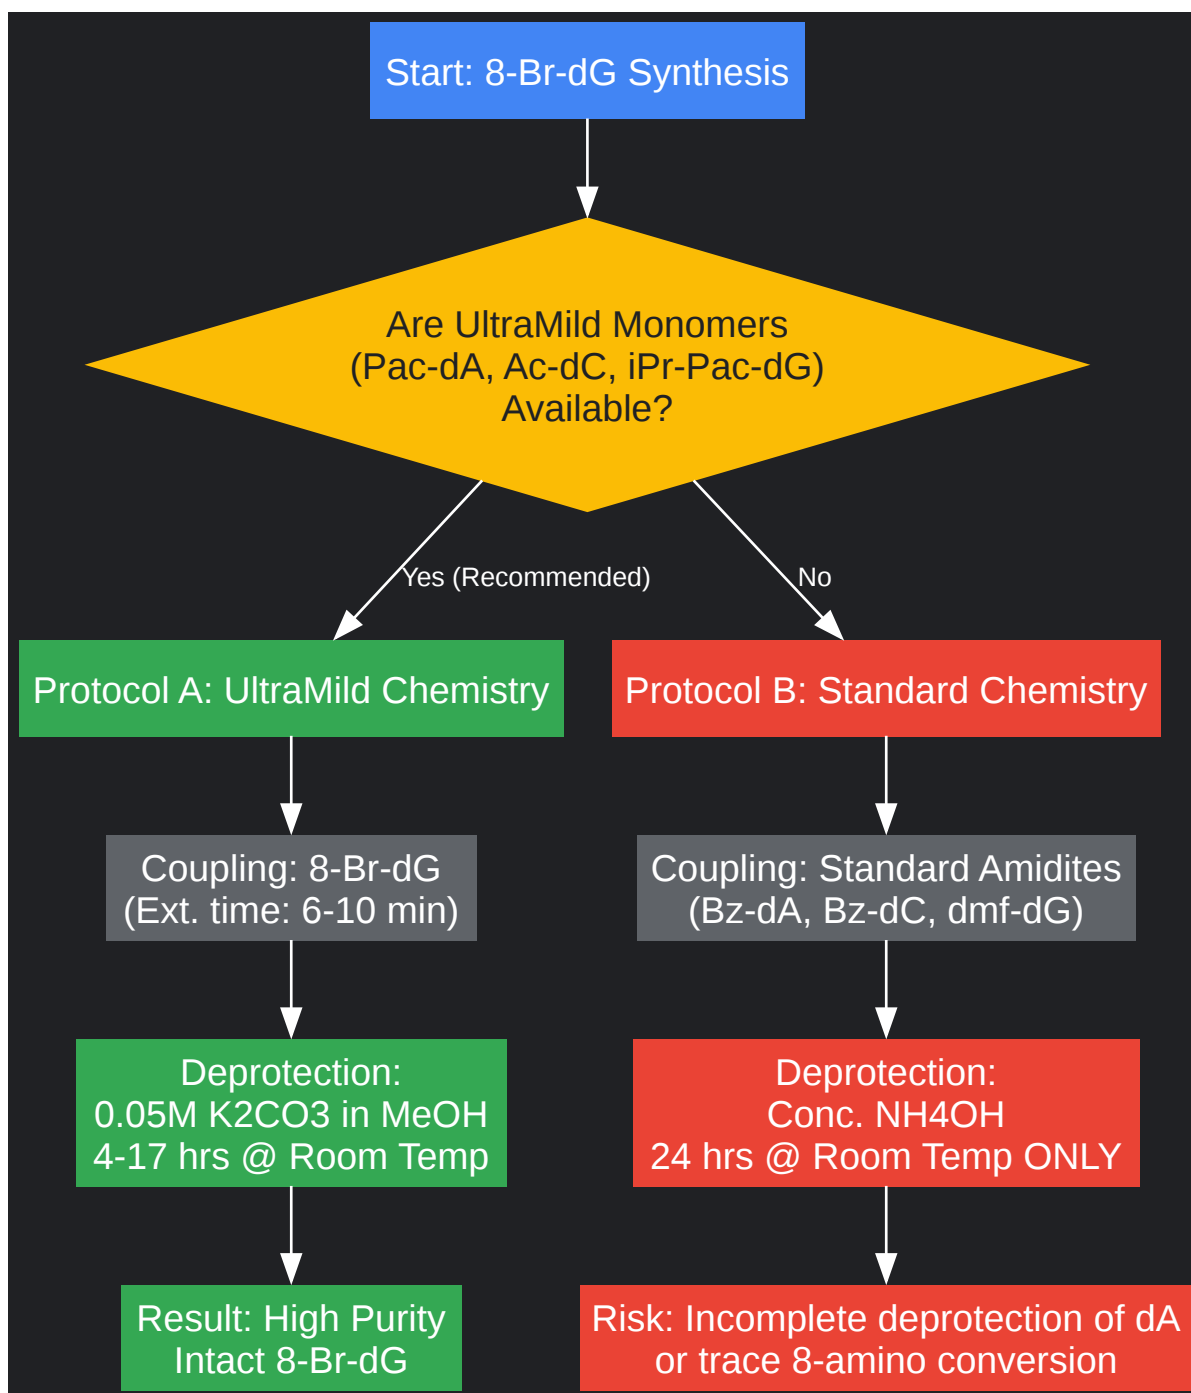 Start: 8-Br-dG Synthesis
Are UltraMild Monomers
(Pac-dA, Ac-dC, iPr-Pac-dG)
Available?
Yes (Recommended)
No
Protocol A: UltraMild Chemistry
Protocol B: Standard Chemistry
Coupling: 8-Br-dG
(Ext. time: 6-10 min)
Coupling: Standard Amidites
(Bz-dA, Bz-dC, dmf-dG)
Deprotection:
0.05M K2CO3 in MeOH
4-17 hrs @ Room Temp
Deprotection:
Conc. NH4OH
24 hrs @ Room Temp ONLY
Result: High Purity
Intact 8-Br-dG
Risk: Incomplete deprotection of dA
or trace 8-amino conversion